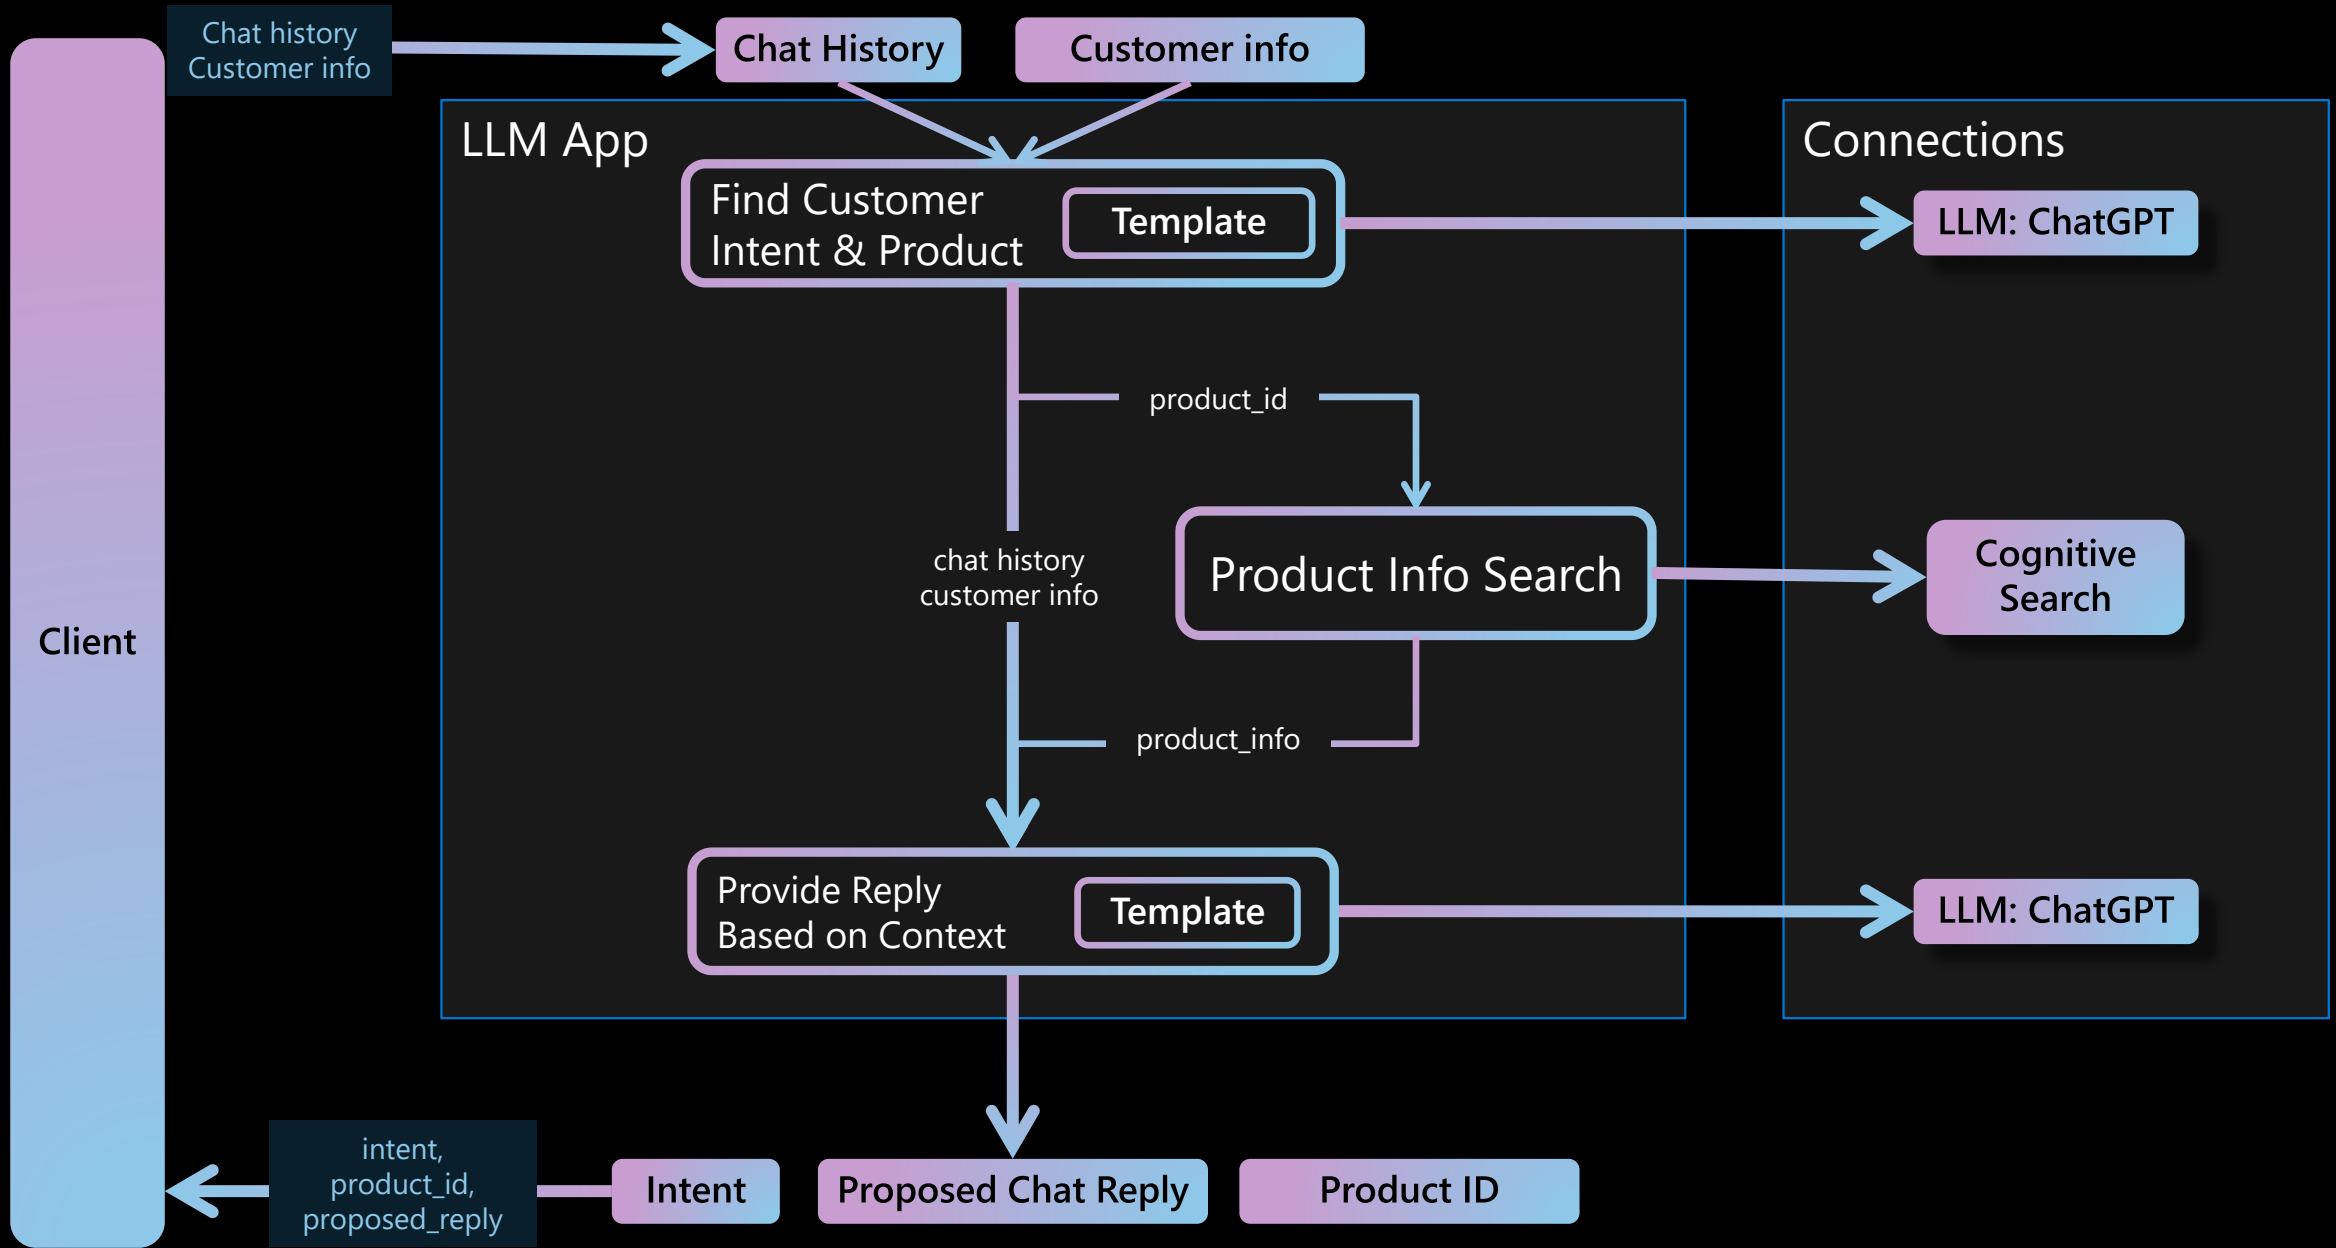 Chat history
Customer info
Chat History
Customer info
LLM App
Connections
Find Customer
Intent & Product
Template
LLM: ChatGPT
product_id
chat history
customer info
Product Info Search
Cognitive
Search
Client
product_info
Provide Reply
Based on Context
Template
LLM: ChatGPT
intent,
product_id,
proposed_reply
Intent
Proposed Chat Reply
Product ID